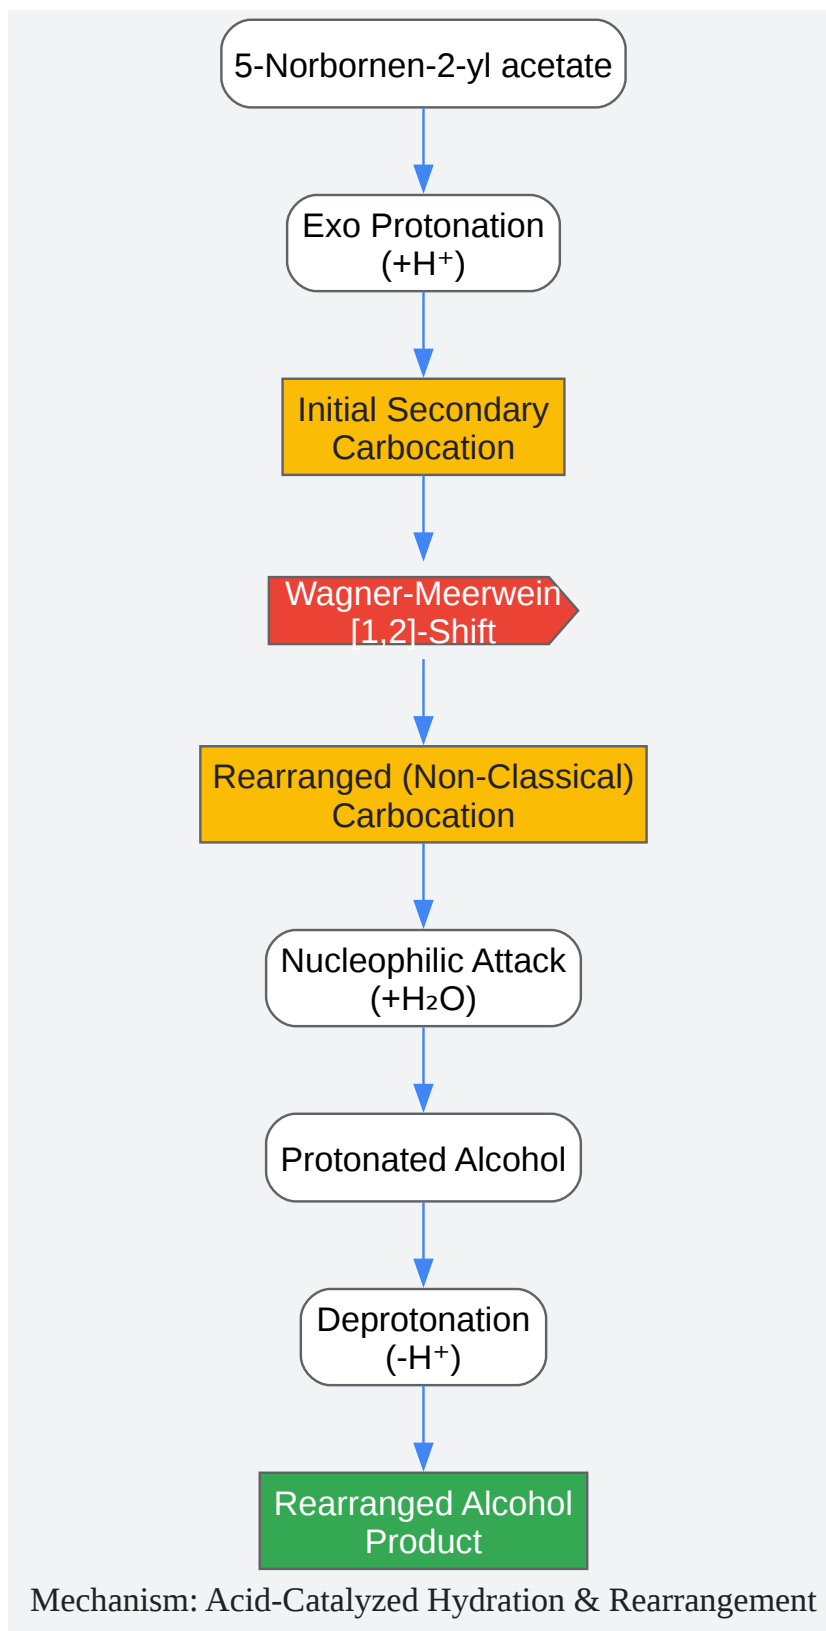 5-Norbornen-2-yl acetate
Exo Protonation
(+H⁺)
Initial Secondary
Carbocation
Wagner-Meerwein
[1,2]-Shift
Rearranged (Non-Classical)
Carbocation
Nucleophilic Attack
(+H₂O)
Protonated Alcohol
Deprotonation
(-H⁺)
Rearranged Alcohol
Product
Mechanism: Acid-Catalyzed Hydration & Rearrangement